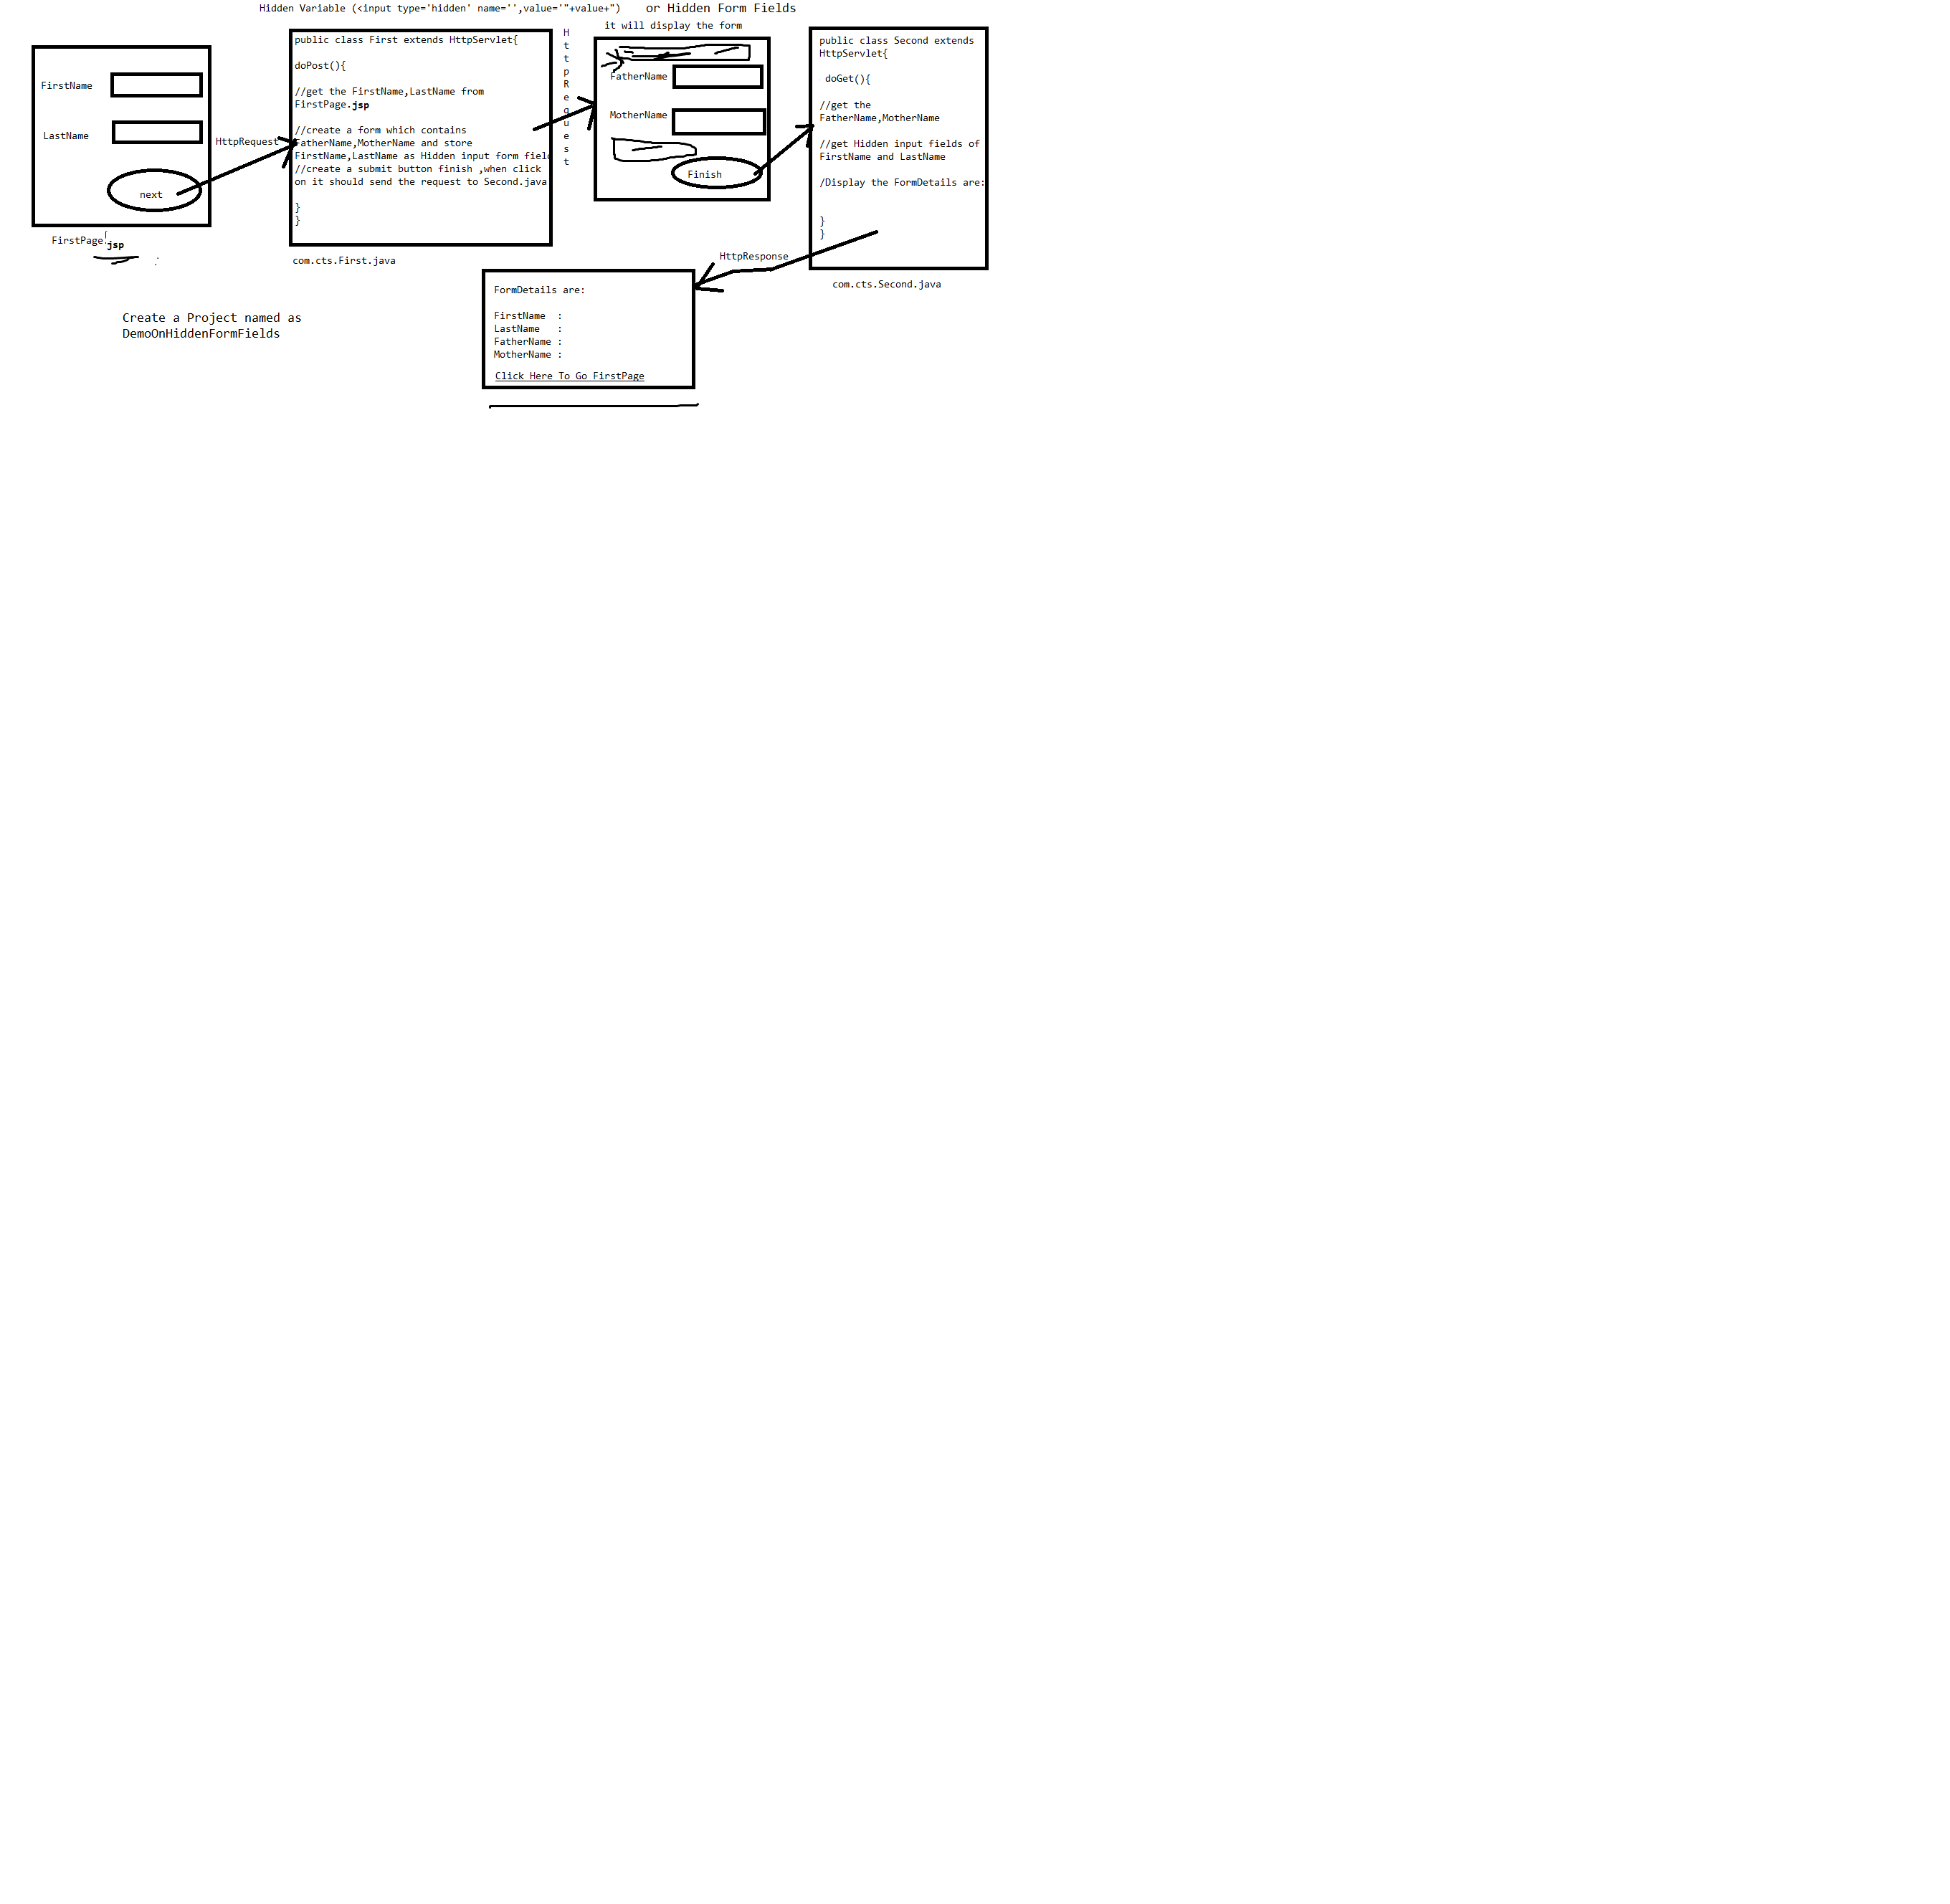 Hidden Variable (<input type='hidden' name='',value='"+value+")    or Hidden Form Fields
FirstName
LastName
next
FirstPage.jsp
HttpRequest
public class First extends HttpServlet{
doPost(){
//get the FirstName,LastName from
FirstPage.jsp
//create a form which contains
FatherName,MotherName and store
FirstName,LastName as Hidden input form field
//create a submit button finish ,when click
on it should send the request to Second.java
}
}
com.cts.First.java
H
t
t
p
R
e
q
u
e
s
t
it will display the form
FatherName
MotherName
Finish
public class Second extends
HttpServlet{
doGet(){
//get the
FatherName,MotherName
//get Hidden input fields of
FirstName and LastName
/Display the FormDetails are:
}
}
com.cts.Second.java
HttpResponse
FormDetails are:
FirstName  :
LastName   :
FatherName :
MotherName :
Click Here To Go FirstPage
Create a Project named as
DemoOnHiddenFormFields